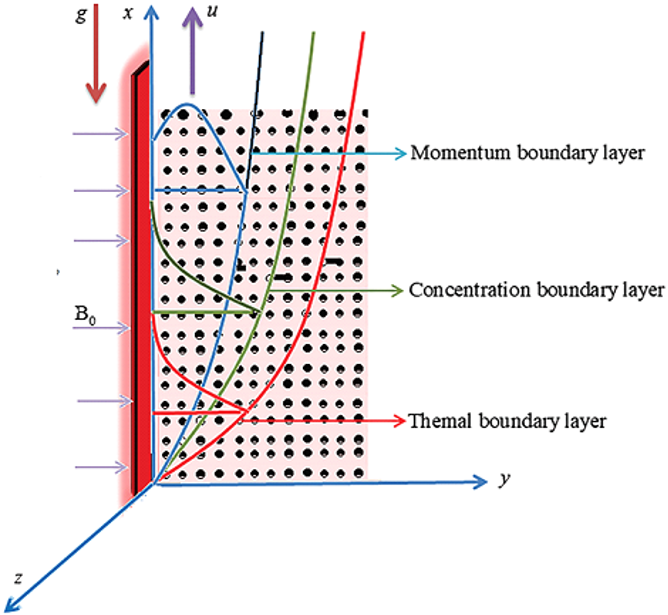 g
x
u
Momentum boundary layer
Concentration boundary layer
B0
Themal boundary layer
y
z